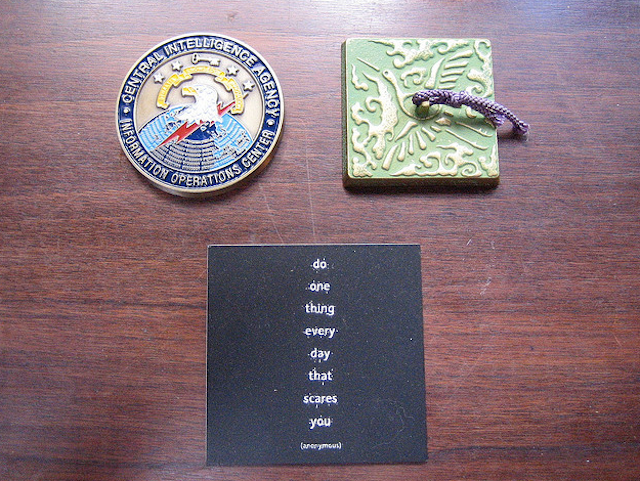 CENTRAL INTELLIGENCE AGENCY
INFORMATION OPERATIONS CENTER
do
one
thing
every
day
that
scares
you
(anonymous)